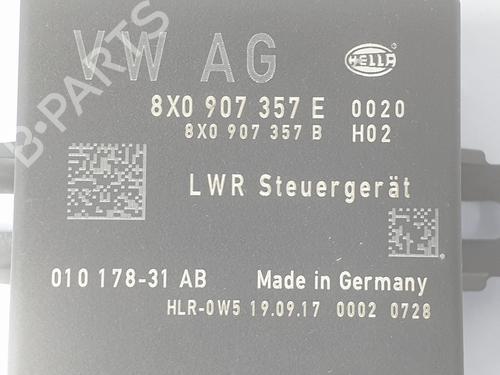 VW AG
HELLA
8X0 907 357 E 0020
8X0 907 357 B H02
LWR Steuergerät
010 178-31 AB Made in Germany
HLR-0W5 19.09.17 0002 0728
B-PARTS